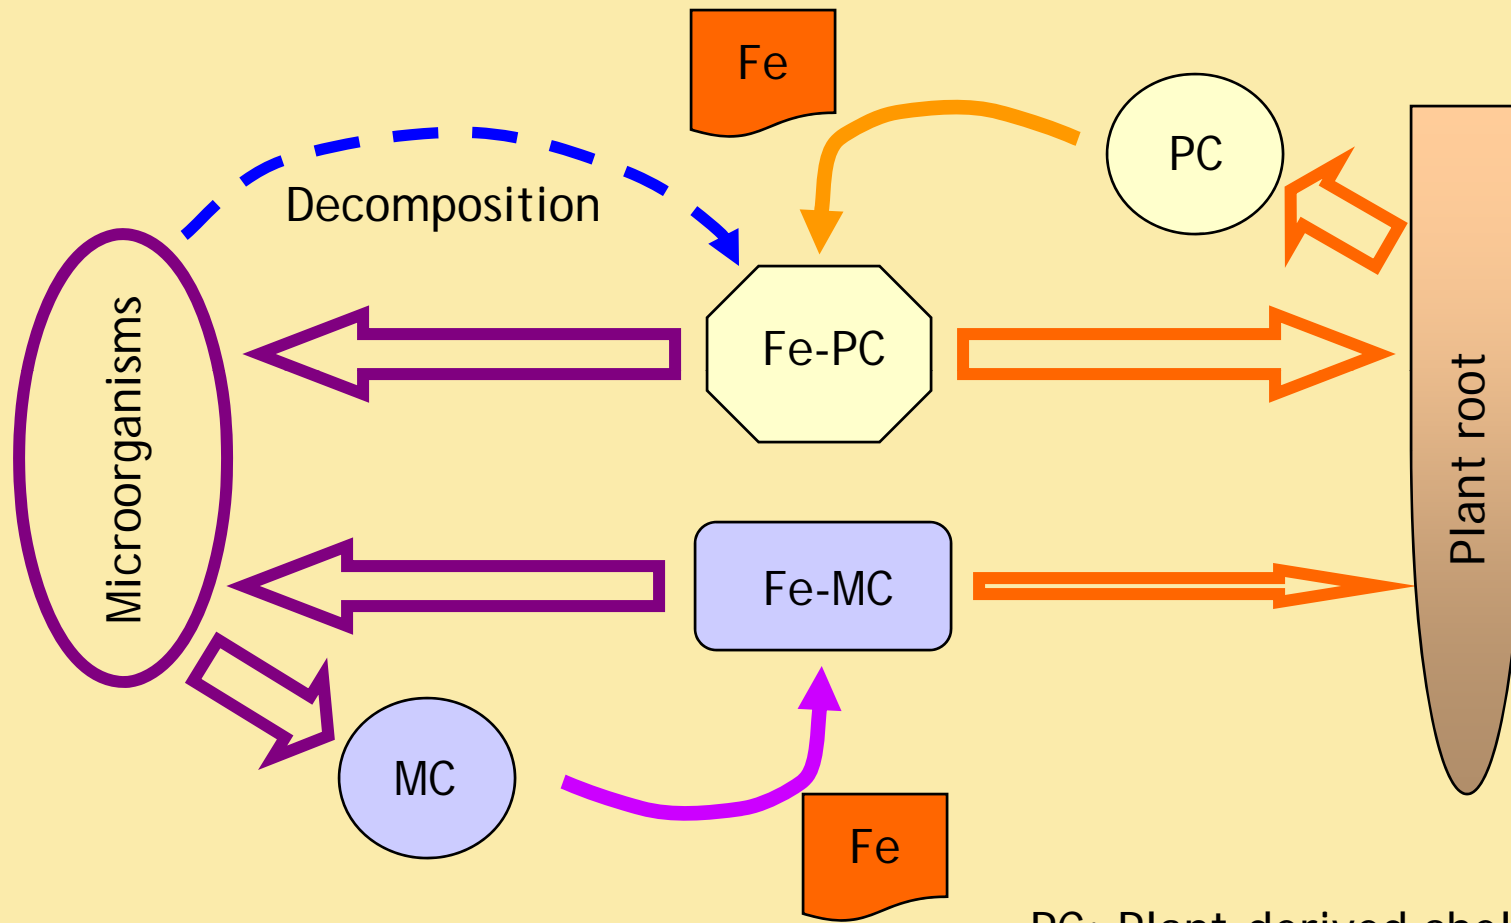 Fe
PC
Decomposition
Fe-PC
Microorganisms
Plant root
Fe-MC
MC
Fe